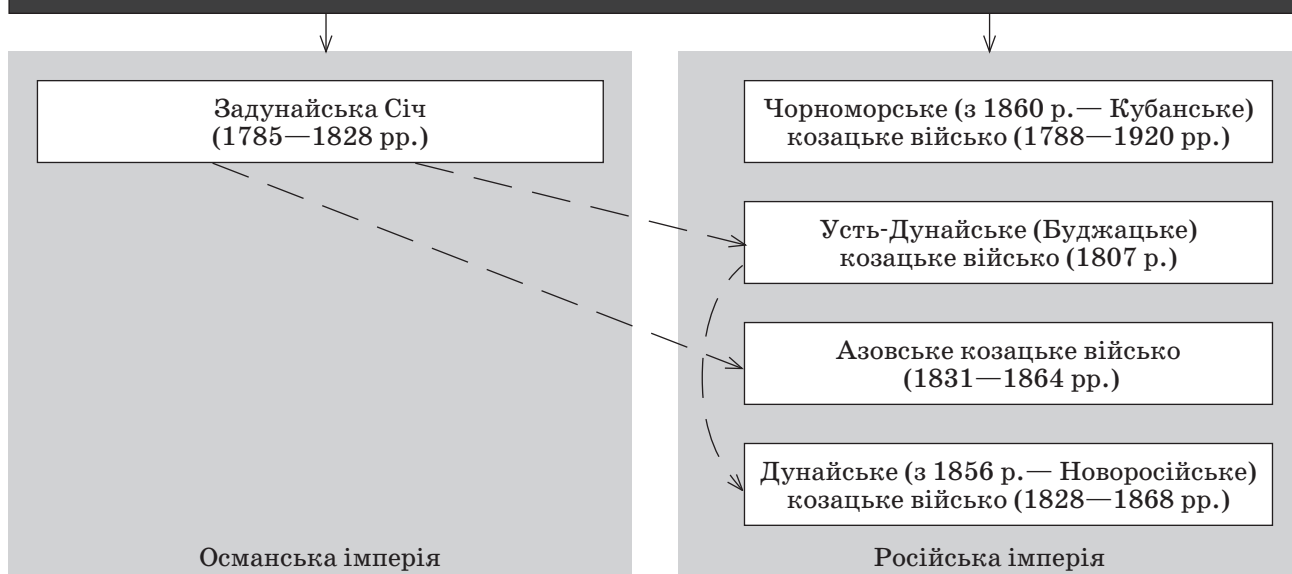 Задунайська Січ
(1785—1828 рр.)
Османська імперія
Чорноморське (з 1860 р.— Кубанське)
козацьке військо (1788—1920 рр.)
Усть-Дунайське (Буджацьке)
козацьке військо (1807 р.)
Азовське козацьке військо
(1831—1864 рр.)
Дунайське (з 1856 р.— Новоросійське)
козацьке військо (1828—1868 рр.)
Російська імперія